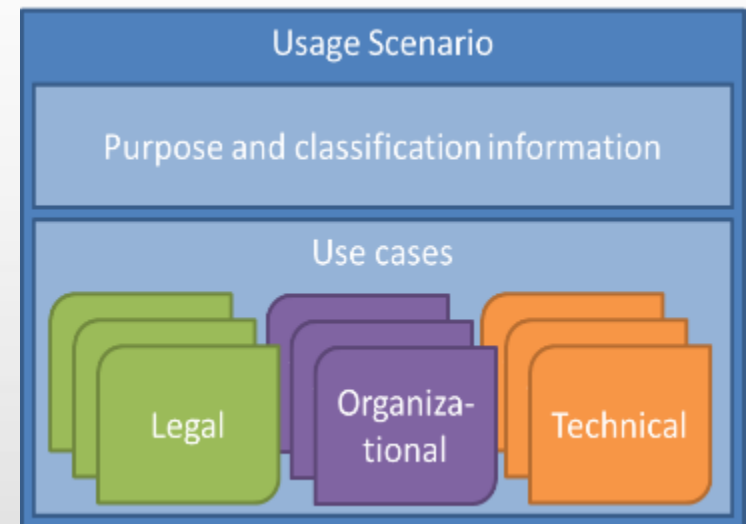 Usage Scenario
Purpose and classification information
Use cases
Legal
Organiza-
tional
Technical